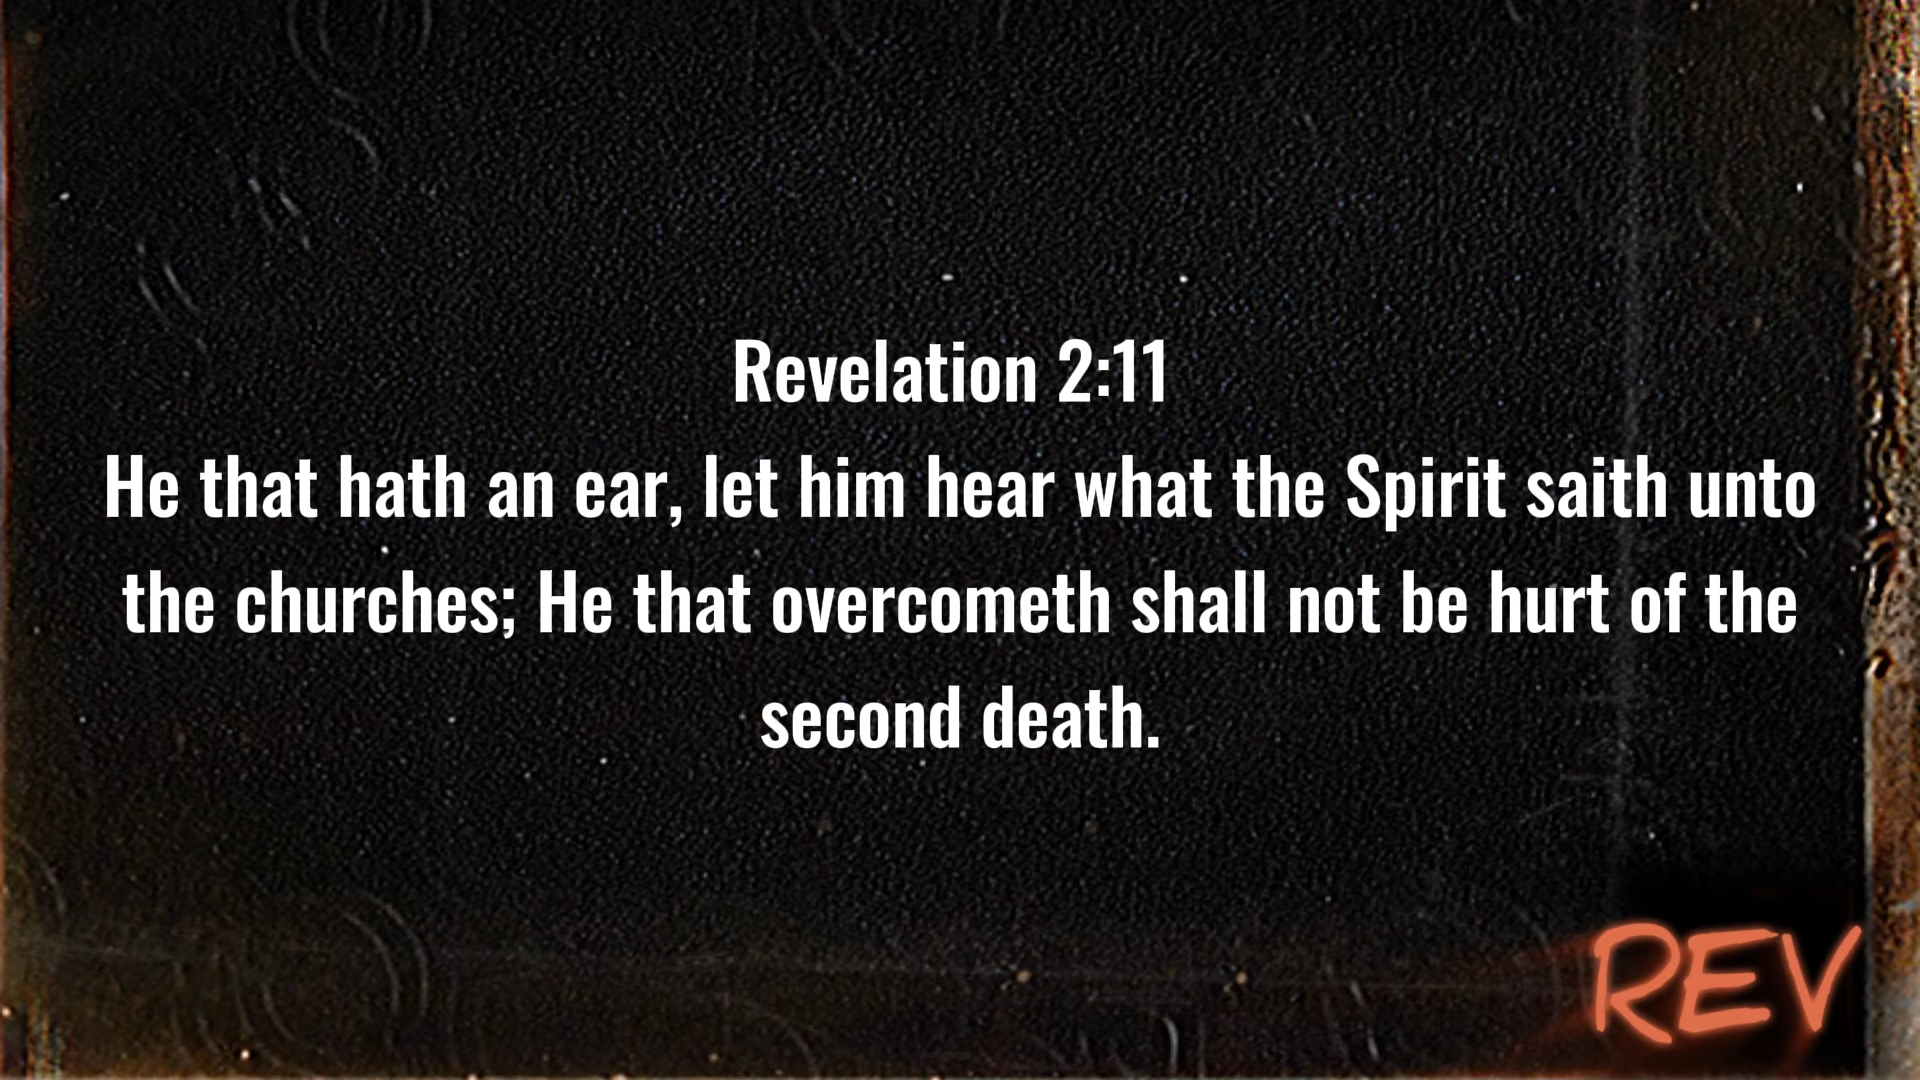 Revelation 2:11
He that hath an ear, let him hear what the Spirit saith unto
the churches; He that overcometh shall not be hurt of the
second death.
REV